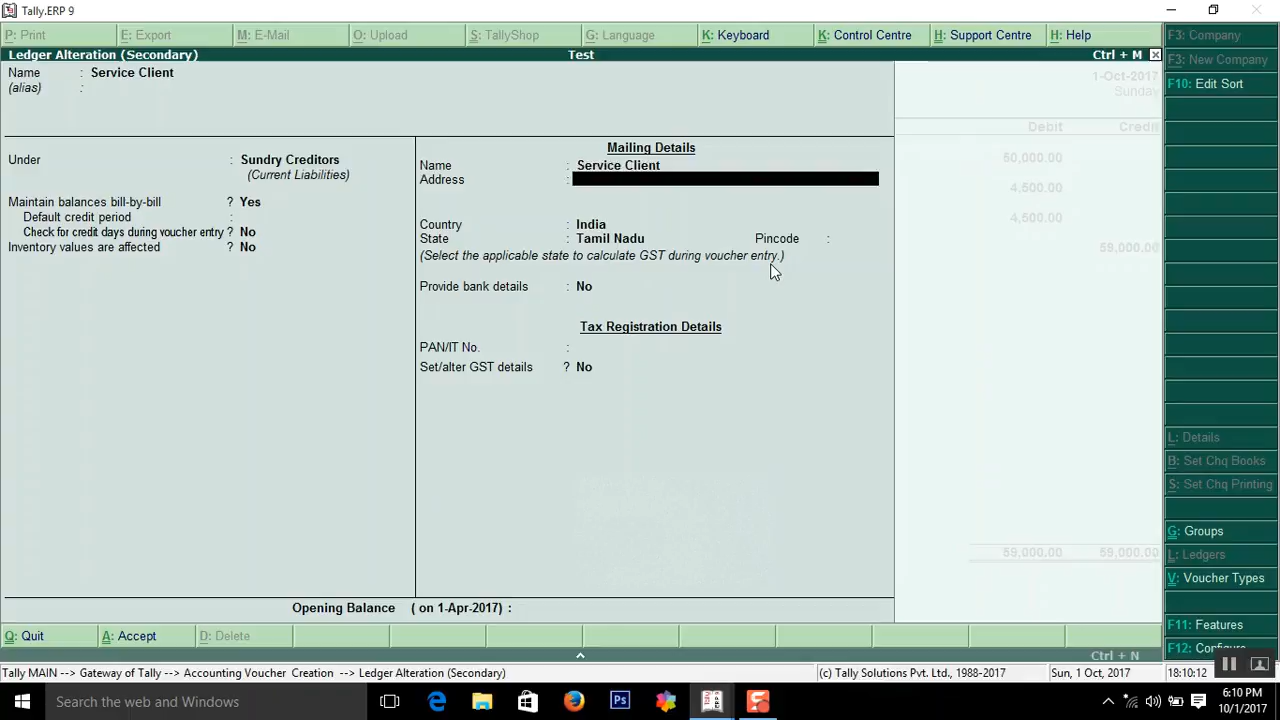 Tally.ERP 9
P: Print E: Export M: E-Mail O: Upload S: TallyShop G: Language K: Keyboard K: Control Centre H: Support Centre H: Help F3: Company
Ledger Alteration (Secondary) Test Ctrl + M F3: New Company
Name : Service Client
(alias) :
1-Oct-2017
Sunday
F10: Edit Sort
Debit Credit
Mailing Details
Under : Sundry Creditors
(Current Liabilities)
Name : Service Client
Address :
50,000.00
4,500.00
4,500.00
59,000.00
Maintain balances bill-by-bill ? Yes
Default credit period :
Check for credit days during voucher entry ? No
Inventory values are affected ? No
Country : India
State : Tamil Nadu Pincode :
(Select the applicable state to calculate GST during voucher entry.)
Provide bank details : No
Tax Registration Details
PAN/IT No. :
Set/alter GST details ? No
L: Details
B: Set Chq Books
S: Set Chq Printing
G: Groups
L: Ledgers
V: Voucher Types
F11: Features
F12: Configure
59,000.00 59,000.00
Opening Balance ( on 1-Apr-2017) :
Q: Quit A: Accept D: Delete
Ctrl + N
Tally MAIN --> Gateway of Tally --> Accounting Voucher Creation --> Ledger Alteration (Secondary) (c) Tally Solutions Pvt. Ltd., 1988-2017 Sun, 1 Oct, 2017 18:10:12
Search the web and Windows
Ps
6:10 PM
10/1/2017